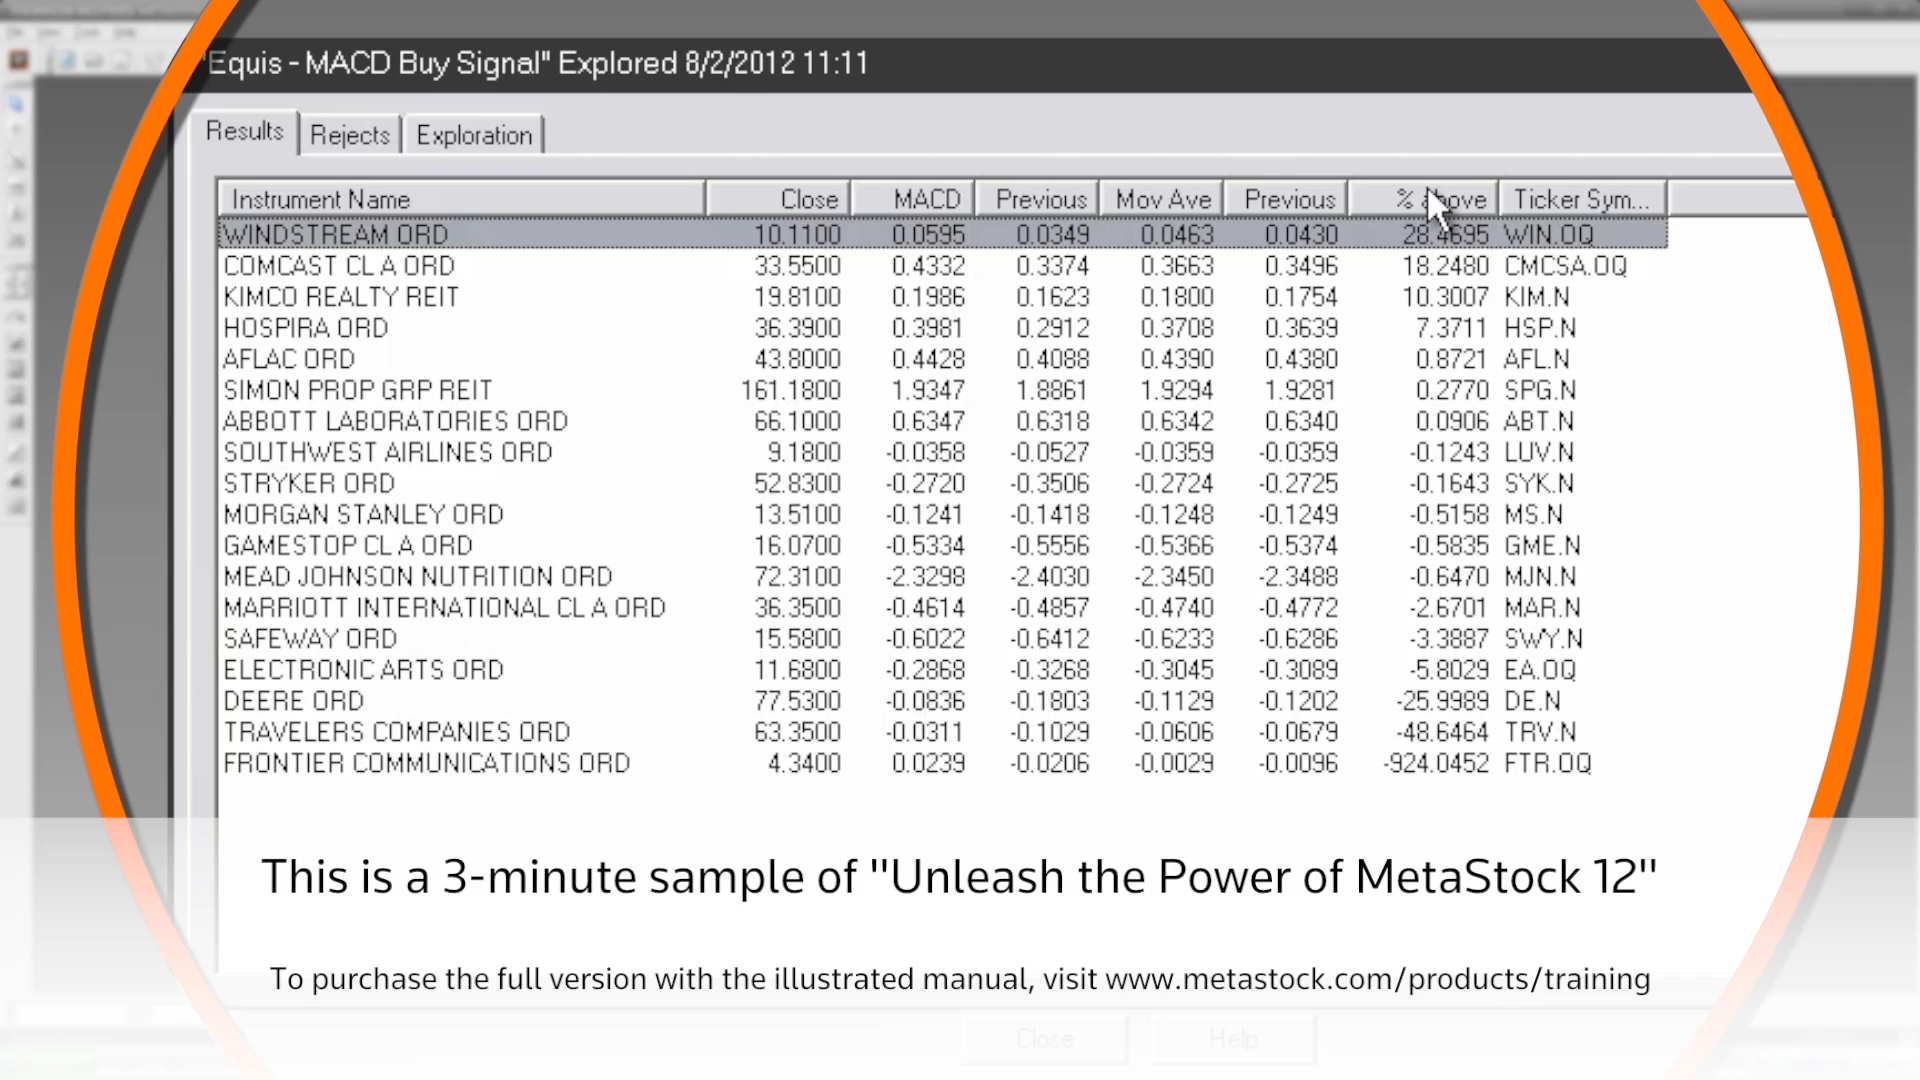 "Equis - MACD Buy Signal" Explored 8/2/2012 11:11
Results Rejects Exploration
Instrument Name Close MACD Previous Mov Ave Previous % Ticker Sym...
WINDSTREAM ORD 10.1100 0.0595 0.0349 0.0463 0.0430 28.4695 WIN.OQ
COMCAST CL A ORD 33.5500 0.4332 0.3374 0.3663 0.3496 18.2480 CMCSA.OQ
KIMCO REALTY REIT 19.8100 0.1986 0.1623 0.1800 0.1754 10.3007 KIM.N
HOSPIRA ORD 36.3900 0.3981 0.2912 0.3708 0.3639 7.3711 HSP.N
AFLAC ORD 43.8000 0.4428 0.4088 0.4390 0.4380 0.8721 AFL.N
SIMON PROP GRP REIT 161.1800 1.9347 1.8861 1.9294 1.9281 0.2770 SPG.N
ABBOTT LABORATORIES ORD 66.1000 0.6347 0.6318 0.6342 0.6340 0.0906 ABT.N
SOUTHWEST AIRLINES ORD 9.1800 -0.0358 -0.0527 -0.0359 -0.0359 -0.1243 LUV.N
STRYKER ORD 52.8300 -0.2720 -0.3506 -0.2724 -0.2725 -0.1643 SYK.N
MORGAN STANLEY ORD 13.5100 -0.1241 -0.1418 -0.1248 -0.1249 -0.5158 MS.N
GAMESTOP CL A ORD 16.0700 -0.5334 -0.5556 -0.5366 -0.5374 -0.5835 GME.N
MEAD JOHNSON NUTRITION ORD 72.3100 -2.3298 -2.4030 -2.3450 -2.3488 -0.6470 MJN.N
MARRIOTT INTERNATIONAL CL A ORD 36.3500 -0.4614 -0.4857 -0.4740 -0.4772 -2.6701 MAR.N
SAFEWAY ORD 15.5800 -0.6022 -0.6412 -0.6233 -0.6286 -3.3887 SWY.N
ELECTRONIC ARTS ORD 11.6800 -0.2868 -0.3268 -0.3045 -0.3089 -5.8029 EA.OQ
DEERE ORD 77.5300 -0.0836 -0.1803 -0.1129 -0.1202 -25.9989 DE.N
TRAVELERS COMPANIES ORD 63.3500 -0.0311 -0.1029 -0.0606 -0.0679 -48.6464 TRV.N
FRONTIER COMMUNICATIONS ORD 4.3400 0.0239 -0.0206 -0.0029 -0.0096 -924.0452 FTR.OQ
This is a 3-minute sample of "Unleash the Power of MetaStock 12"
To purchase the full version with the illustrated manual, visit www.metastock.com/products/training
Close Help